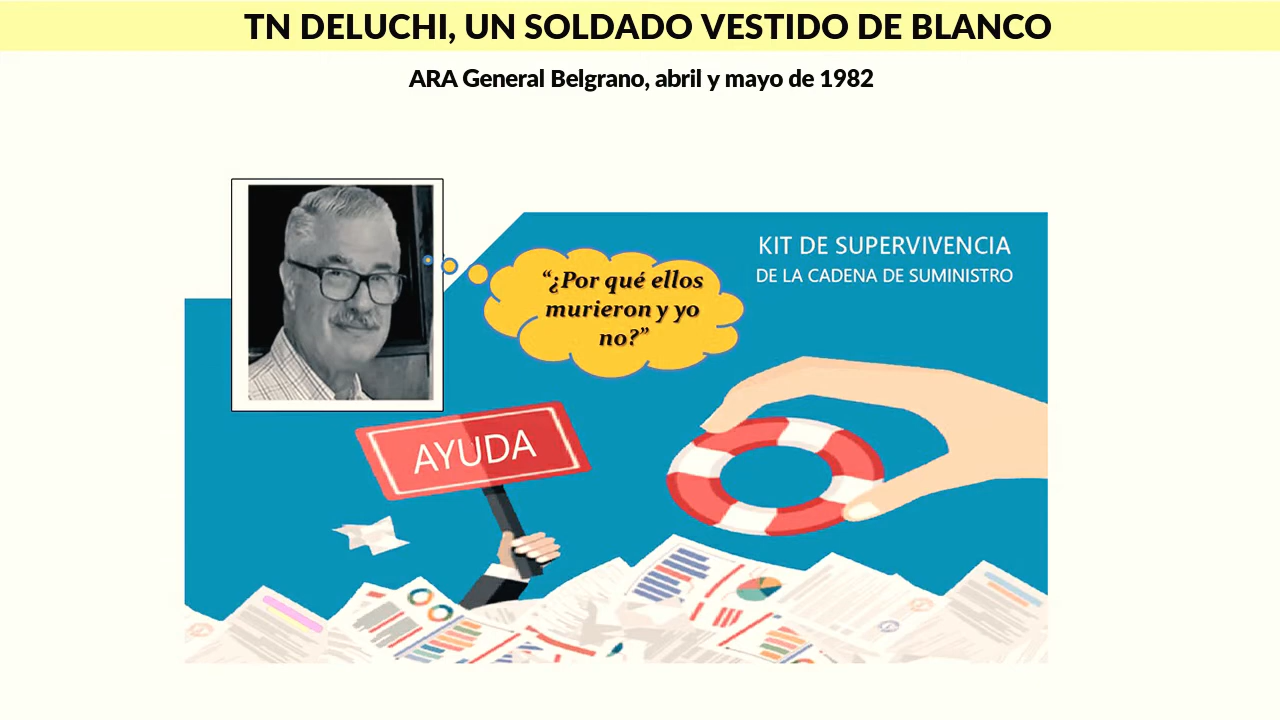 TN DELUCHI, UN SOLDADO VESTIDO DE BLANCO
ARA General Belgrano, abril y mayo de 1982
KIT DE SUPERVIVENCIA
DE LA CADENA DE SUMINISTRO
“¿Por qué ellos
murieron y yo
no?”
AYUDA